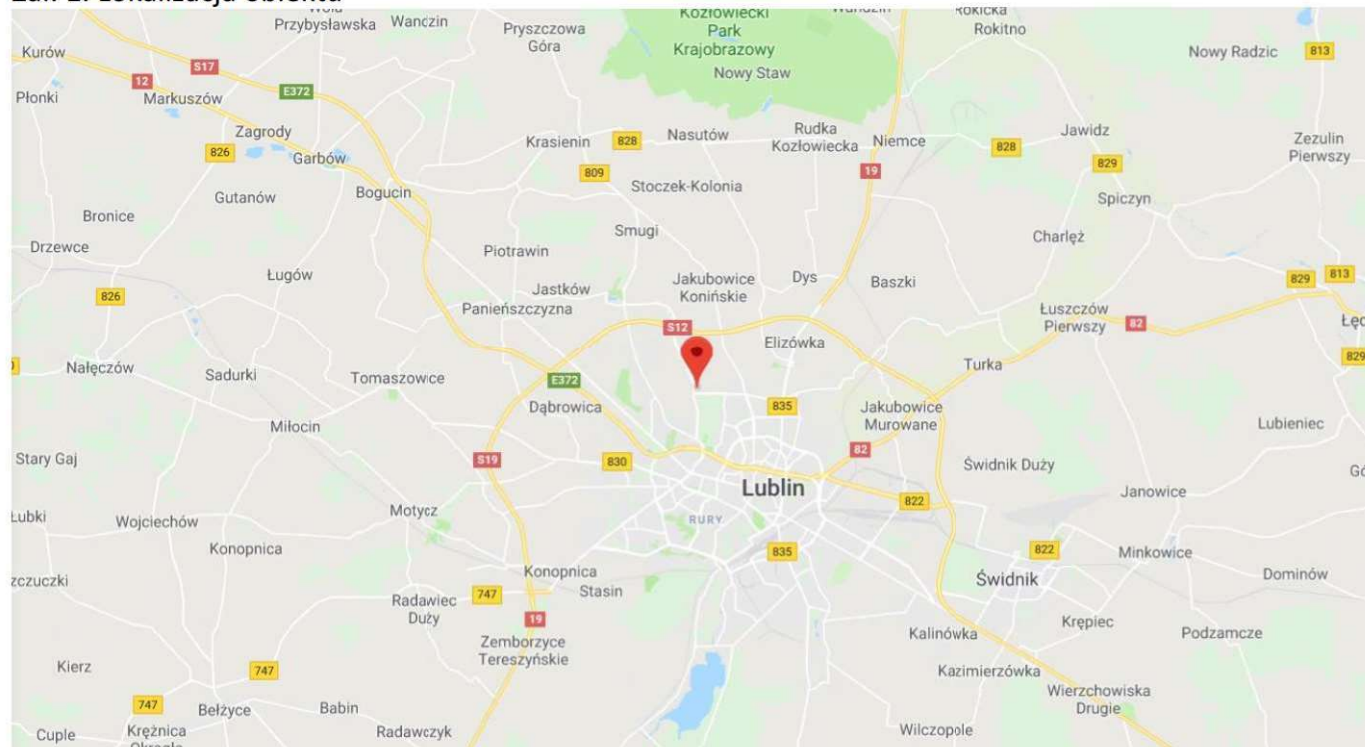 Kozłowiecki
Park
Krajobrazowy
Przybysławska
Wandzin
Pryszczowa
Góra
Rokitno
Nowy Radzic
813
Nowy Staw
Kurów
S17
12
E372
Płonki
Markuszów
Zagrody
826
Garbów
Krasienin
828
Nasutów
Rudka
Kozłowiecka
Niemce
828
Jawidz
829
Zezulin
Pierwszy
809
19
Stoczek-Kolonia
Gutanów
Bogucin
Spiczyn
Bronice
Smugi
Charlęż
Drzewce
Piotrawin
Ługów
Jastków
Jakubowice
Konińskie
Dys
Baszki
829
813
826
Panieńszczyzna
Łuszczów
Pierwszy
82
S12
Elizówka
Nałęczów
Sadurki
Tomaszowice
E372
Turka
829
Dąbrowica
835
Jakubowice
Murowane
Miłocin
Lubieniec
Stary Gaj
S19
830
82
Świdnik Duży
Lublin
Janowice
822
Motycz
Łubki
Wojciechów
RURY
Konopnica
835
822
Minkowice
Konopnica
Świdnik
Dominów
Stasin
747
Radawiec
Duży
19
Krępiec
Kalinówka
Podzamcze
Zemborzyce
Tereszyńskie
Kierz
747
Kazimierzówka
Wierzchowiska
Drugie
747
Bełżyce
Babin
Radawczyk
Wilczopole
Cuple
Krężnica